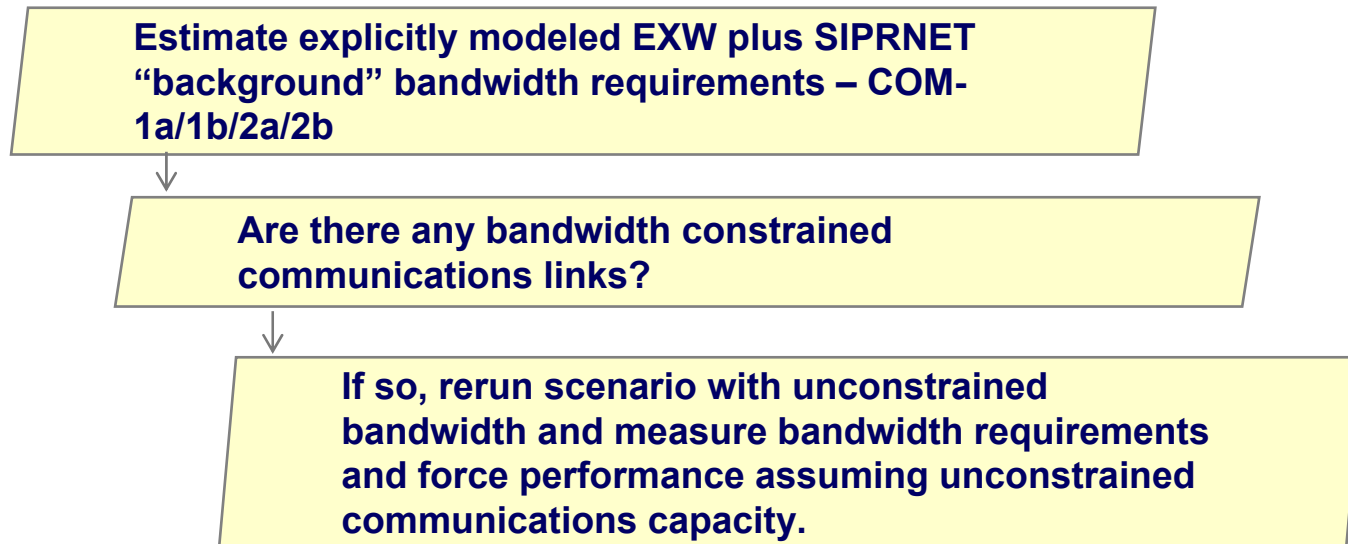 Estimate explicitly modeled EXW plus SIPRNET
“background” bandwidth requirements – COM-
1a/1b/2a/2b
Are there any bandwidth constrained
communications links?
If so, rerun scenario with unconstrained
bandwidth and measure bandwidth requirements
and force performance assuming unconstrained
communications capacity.